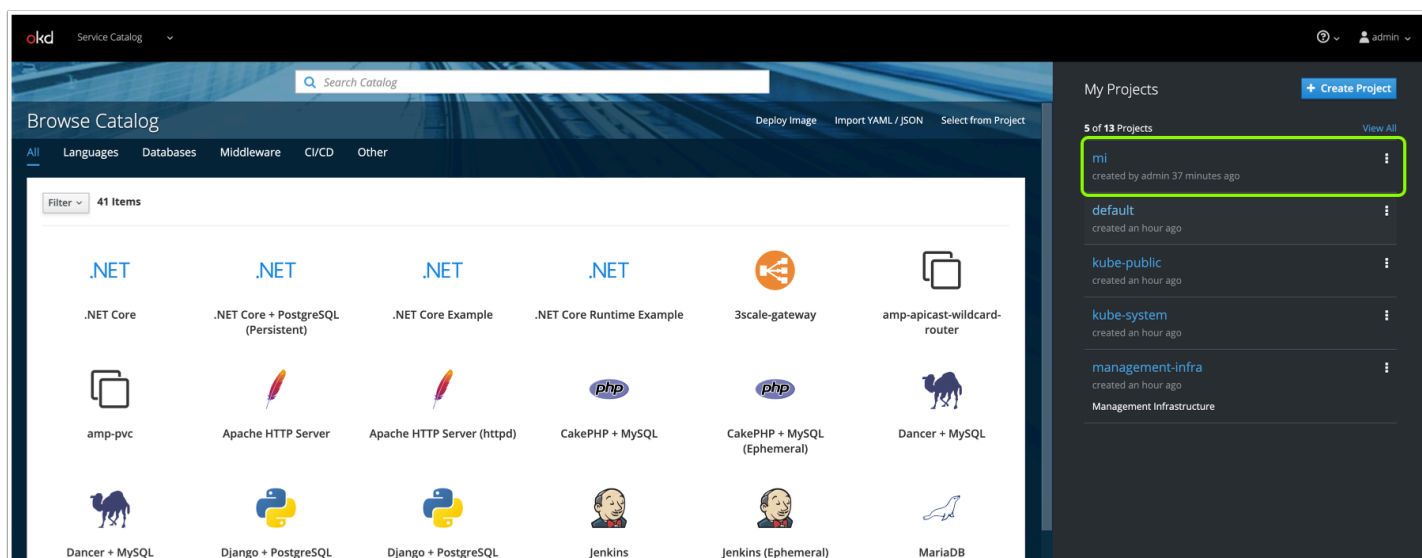 okd Service Catalog
admin
Search Catalog
My Projects
+ Create Project
Browse Catalog
Deploy Image Import YAML / JSON Select from Project
5 of 13 Projects View All
All Languages Databases Middleware CI/CD Other
mi
created by admin 37 minutes ago
Filter 41 Items
default
created an hour ago
kube-public
created an hour ago
kube-system
created an hour ago
management-infra
created an hour ago
Management Infrastructure
.NET .NET .NET .NET
.NET Core
.NET Core + PostgreSQL
(Persistent)
.NET Core Example
.NET Core Runtime Example
3scale-gateway
amp-apicast-wildcard-
router
php php
amp-pvc
Apache HTTP Server
Apache HTTP Server (httpd)
CakePHP + MySQL
CakePHP + MySQL
(Ephemeral)
Dancer + MySQL
Dancer + MySQL
Django + PostgreSQL
Django + PostgreSQL
Jenkins
Jenkins (Ephemeral)
MariaDB